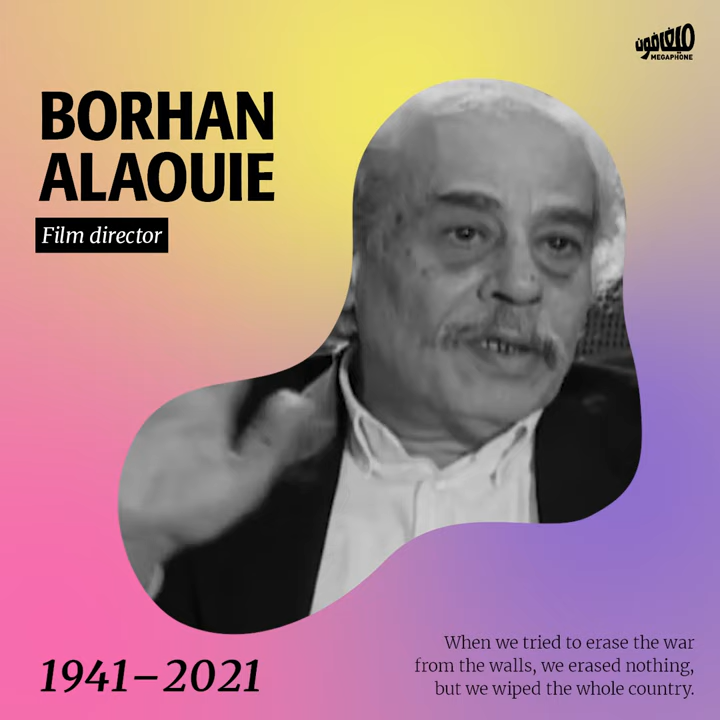 ميغافون
MEGAPHONE
BORHAN
ALAOUIE
Film director
1941–2021
When we tried to erase the war
from the walls, we erased nothing,
but we wiped the whole country.